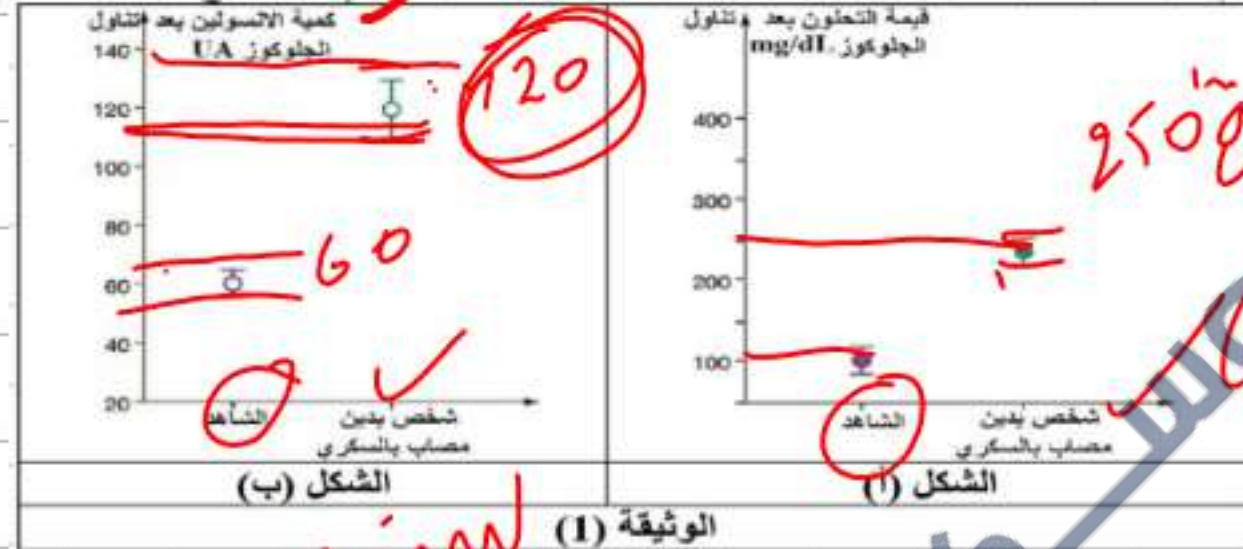 قيمة التحلون بعد تناول
الجلوكوز mg/dL
400
300
200
100
الشاهد
شخص بدين
مصاب بالسكري
250g
الشكل (أ)
كمية الانسولين بعد تناول
الجلوكوز UA
140
120
100
80
60
40
20
120
60
الشاهد
شخص بدين
مصاب بالسكري
الشكل (ب)
الوثيقة (1)